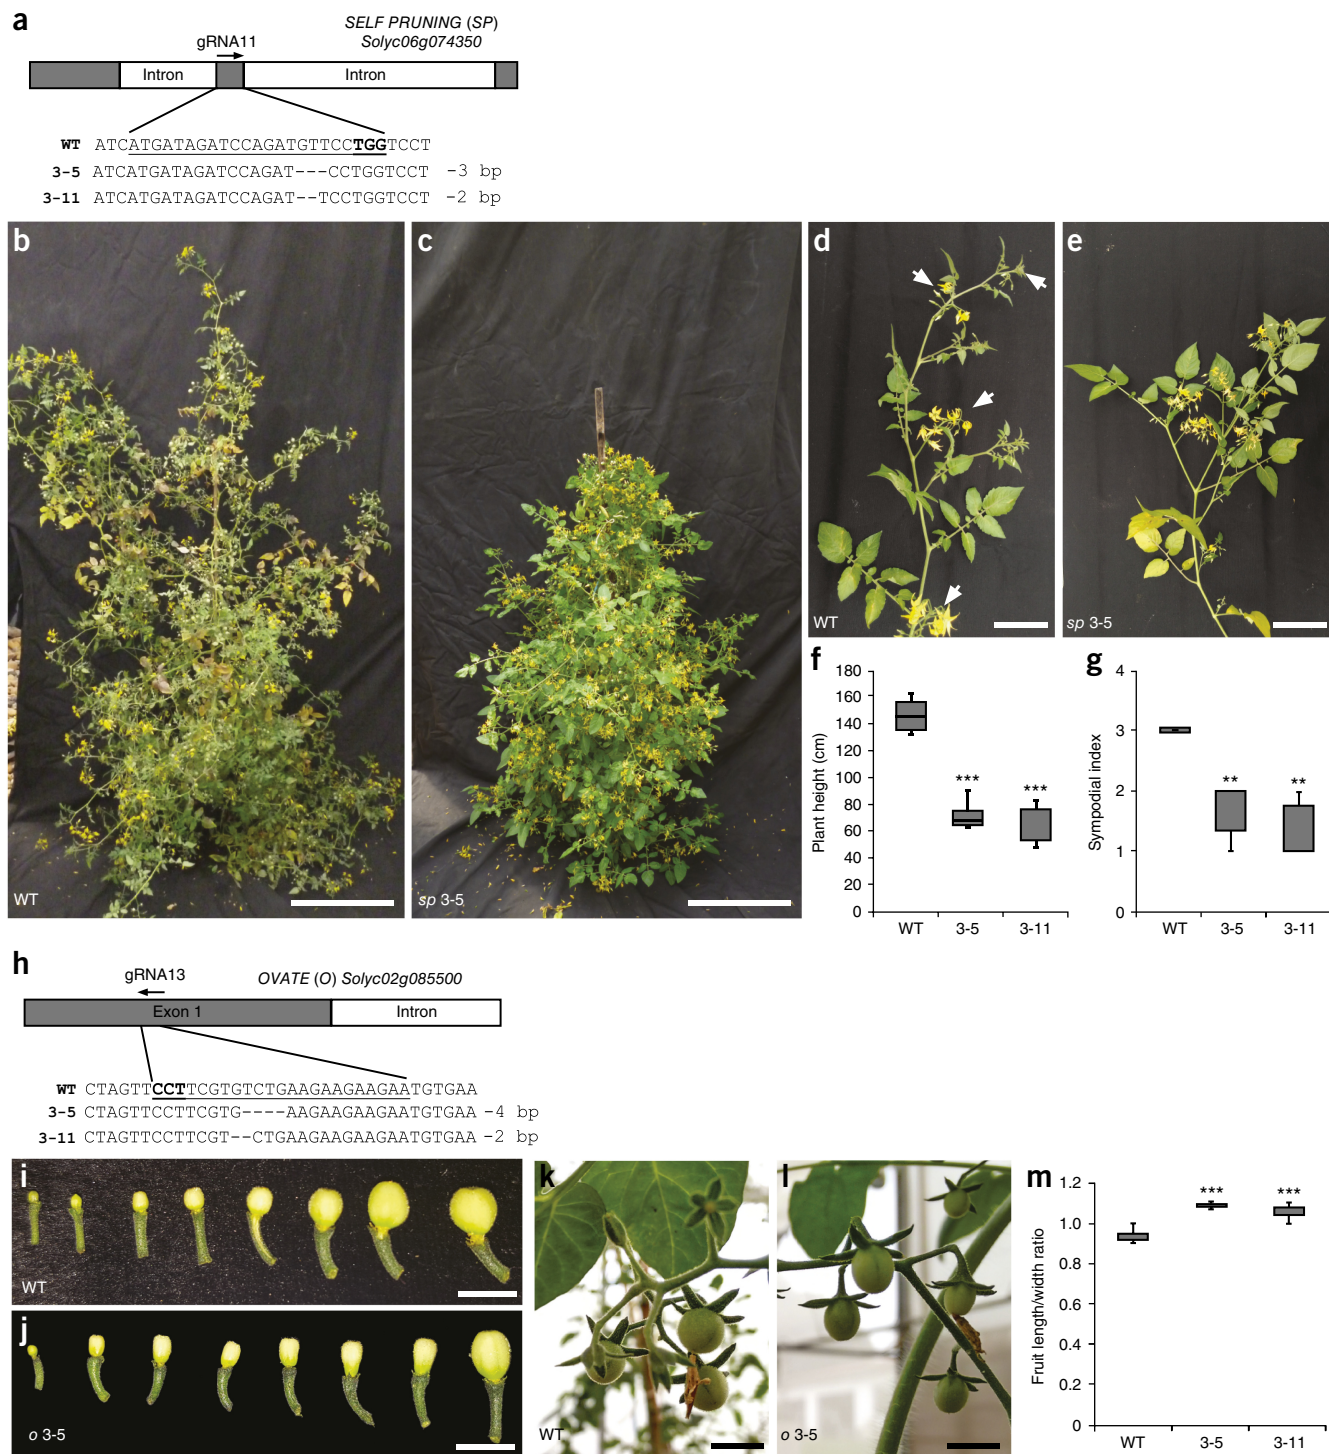 a
SELF PRUNING (SP)
Solyc06g074350
gRNA11
Intron
Intron
WT ATCATGATAGATCCAGATGTTCCTGGTCCT
3-5 ATCATGATAGATCCAGAT---CCTGGTCCT -3 bp
3-11 ATCATGATAGATCCAGAT--TCCTGGTCCT -2 bp
b
WT
c
sp 3-5
d
WT
e
sp 3-5
f
Plant height (cm)
180
160
140
120
100
80
60
40
20
0
***
***
WT 3-5 3-11
g
Sympodial index
4
3
2
1
0
**
**
WT 3-5 3-11
h
gRNA13
OVATE (O) Solyc02g085500
Exon 1
Intron
WT CTAGTTCCTTCGTGTCTGAAGAAGAAGAATGTGAA
3-5 CTAGTTCCTTCGTG----AAGAAGAAGAATGTGAA -4 bp
3-11 CTAGTTCCTTCGT--CTGAAGAAGAAGAATGTGAA -2 bp
i
WT
j
o 3-5
k
WT
l
o 3-5
m
Fruit length/width ratio
1.2
1.0
0.8
0.6
0.4
1.2
0
***
***
WT 3-5 3-11